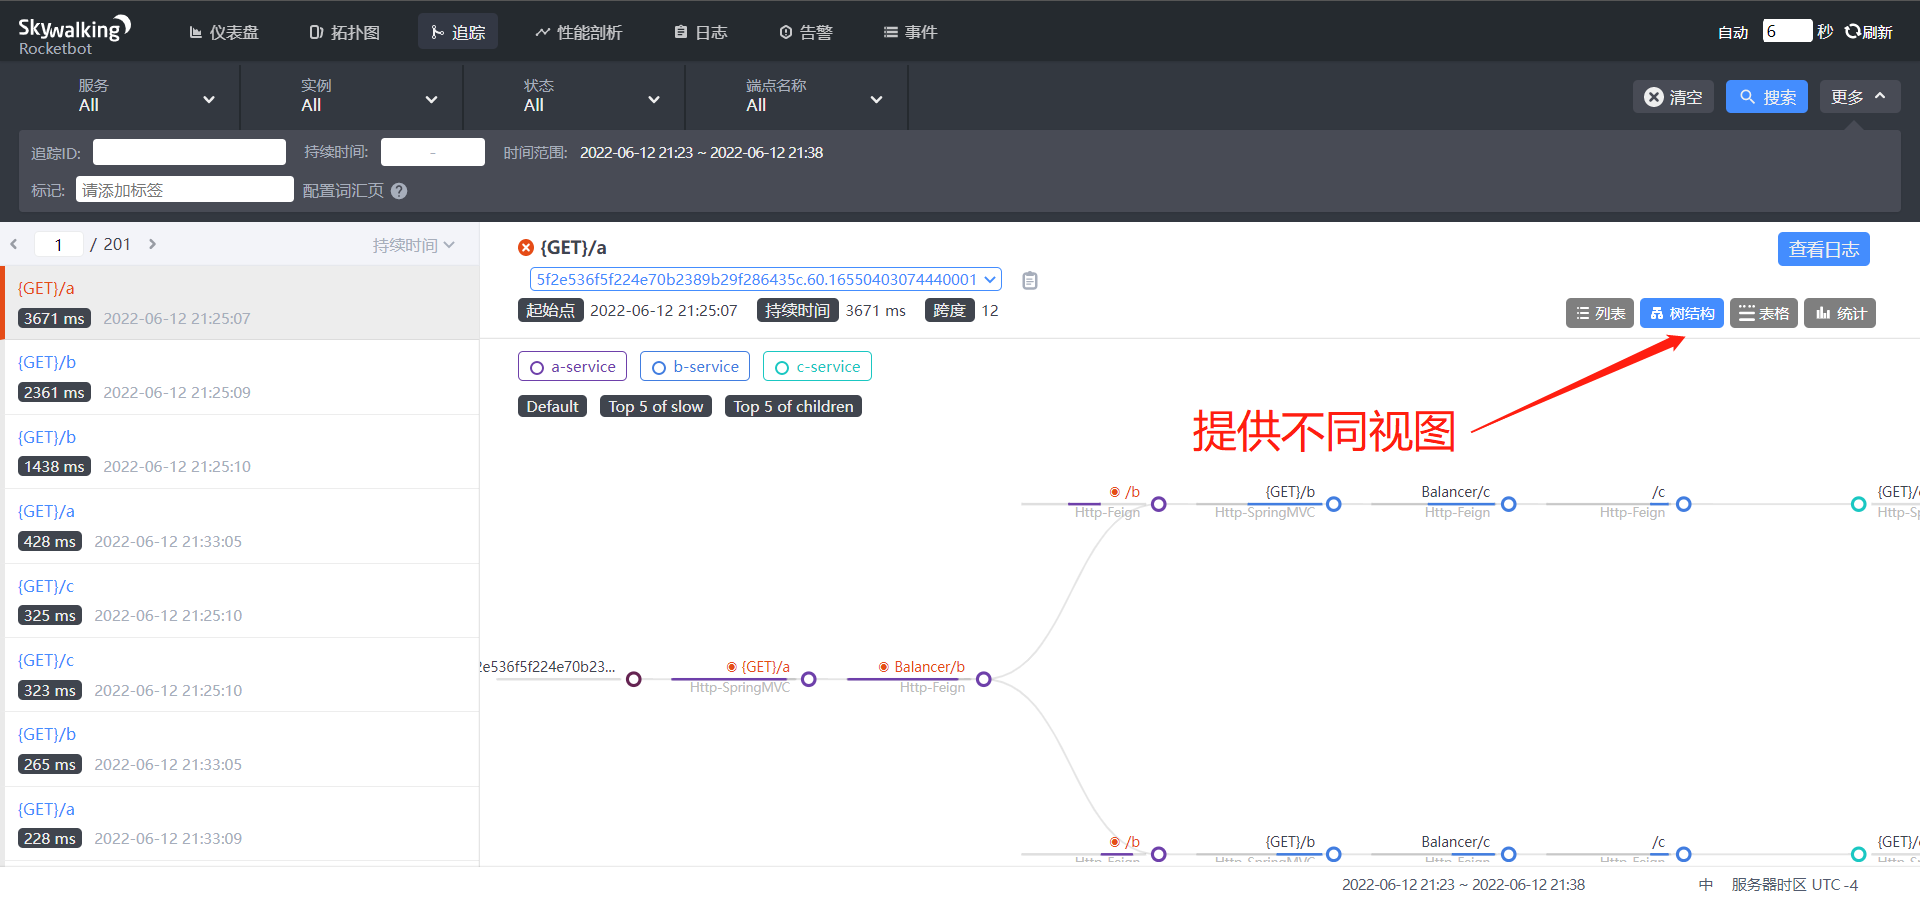 Skywalking
Rocketbot
仪表盘
拓扑图
追踪
性能剖析
日志
告警
事件
自动 6 秒 刷新
服务 All
实例 All
状态 All
端点名称 All
清空
搜索
更多
追踪ID:
持续时间: -
时间范围: 2022-06-12 21:23 ~ 2022-06-12 21:38
标记: 请添加标签
配置词汇页 ?
1 / 201
持续时间
{GET}/a
3671 ms 2022-06-12 21:25:07
{GET}/b
2361 ms 2022-06-12 21:25:09
{GET}/b
1438 ms 2022-06-12 21:25:10
{GET}/a
428 ms 2022-06-12 21:33:05
{GET}/c
325 ms 2022-06-12 21:25:10
{GET}/c
323 ms 2022-06-12 21:25:10
{GET}/b
265 ms 2022-06-12 21:33:05
{GET}/a
228 ms 2022-06-12 21:33:09
{GET}/a
查看日志
5f2e536f5f224e70b2389b29f286435c.60.16550403074440001
起始点 2022-06-12 21:25:07 持续时间 3671 ms 跨度 12
列表
树结构
表格
统计
a-service
b-service
c-service
Default
Top 5 of slow
Top 5 of children
提供不同视图
/b
Http-Feign
{GET}/b
Http-SpringMVC
Balancer/c
Http-Feign
/c
Http-Feign
{GET}/
Http-Sp
2e536f5f224e70b23...
{GET}/a
Http-SpringMVC
Balancer/b
Http-Feign
/b
Http-Feign
{GET}/b
Http-SpringMVC
Balancer/c
Http-Feign
/c
Http-Feign
{GET}/
2022-06-12 21:23 ~ 2022-06-12 21:38
中
服务器时区 UTC -4